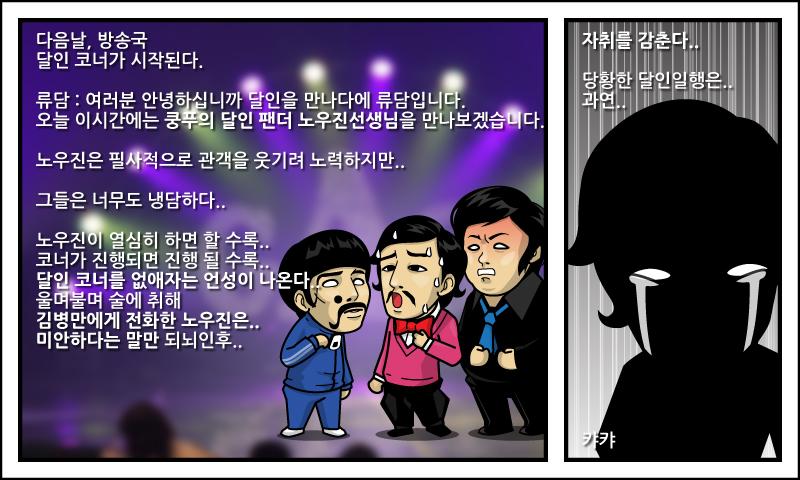 다음날, 방송국
달인 코너가 시작된다.
류담 : 여러분 안녕하십니까 달인을 만나다에 류담입니다.
오늘 이시간에는 쿵푸의 달인 팬더 노우진선생님을 만나보겠습니다.
노우진은 필사적으로 관객을 웃기려 노력하지만..
그들은 너무도 냉담하다..
노우진이 열심히 하면 할 수록..
코너가 진행되면 진행 될 수록..
달인 코너를 없애자는 언성이 나온다..
울며불며 술에 취해
김병만에게 전화한 노우진은..
미안하다는 말만 되뇌인후..
자취를 감춘다..
당황한 달인일행은..
과연..
캬캬